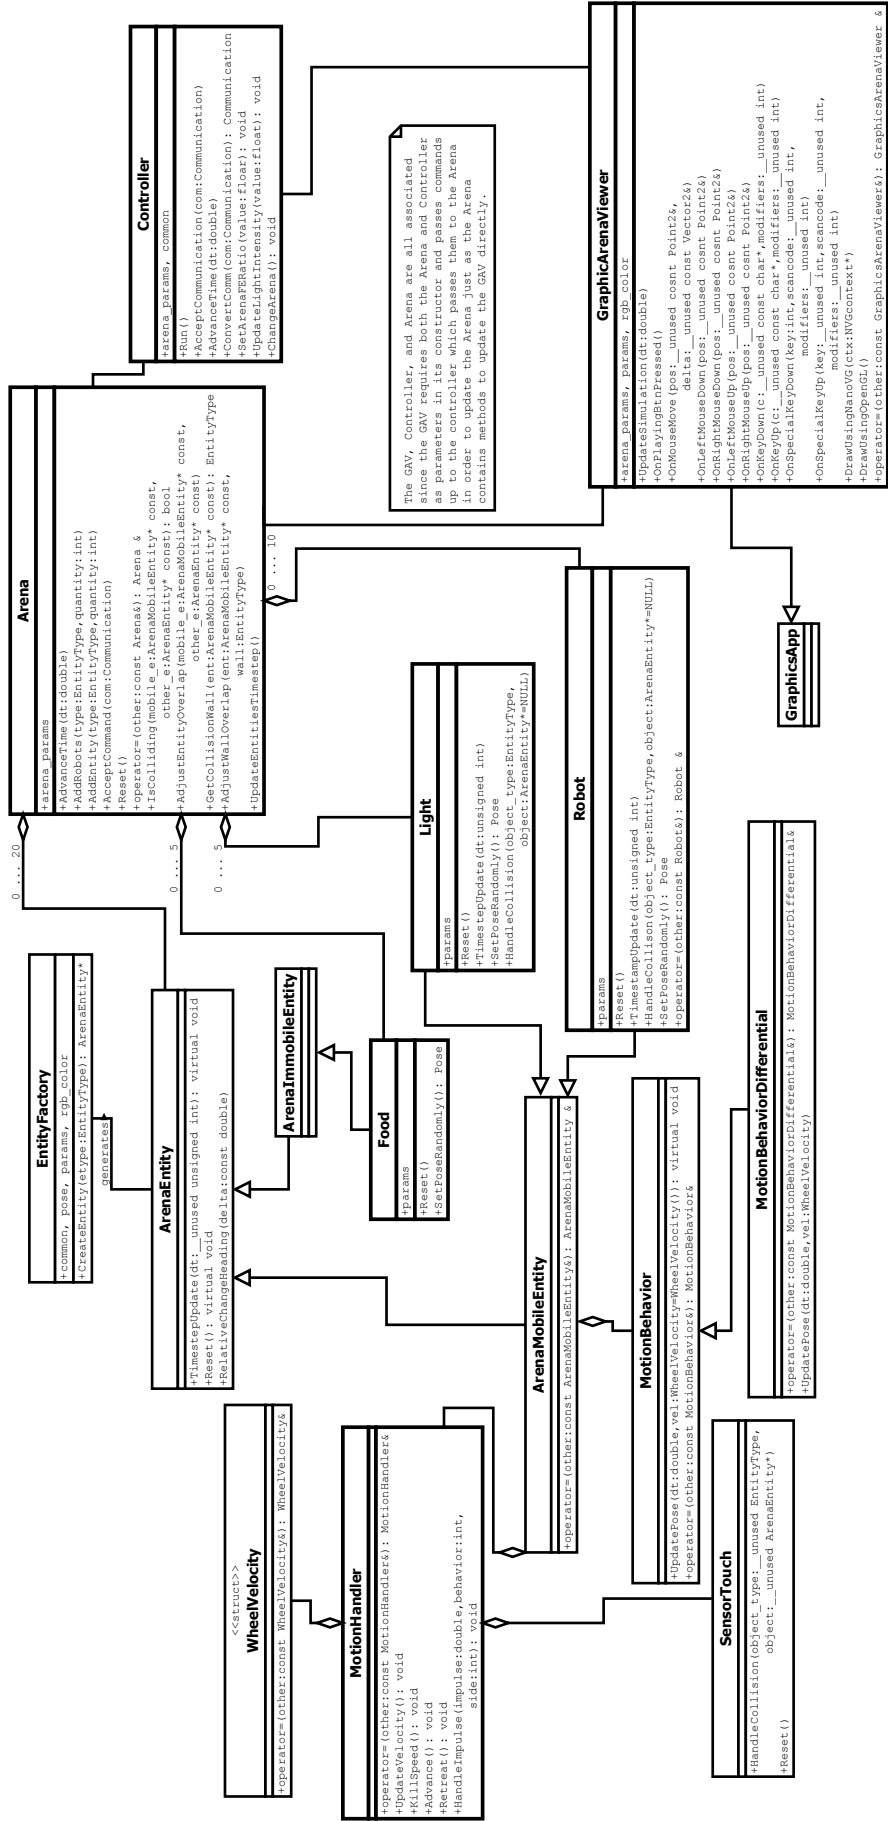 <<struct>>
WheelVelocity
+operator=(other:const WheelVelocity&): WheelVelocity&
MotionHandler
+operator=(other:const MotionHandler&): MotionHandler&
+UpdateVelocity(): void
+KillSpeed(): void
+Advance(): void
+Retreat(): void
+HandleImpulse(impulse:double,behavior:int,
side:int): void
SensorTouch
+HandleCollision(object_type:__unused EntityType,
object:__unused ArenaEntity*)
+Reset()
EntityFactory
+common, pose, params, rgb_color
+CreateEntity(etype:EntityType): ArenaEntity*
generates
ArenaEntity
+TimestepUpdate(dt:__unused unsigned int): virtual void
+Reset(): virtual void
+RelativeChangeHeading(delta:const double)
ArenaImmobileEntity
Food
+params
+Reset()
+SetPoseRandomly(): Pose
ArenaMobileEntity
+operator=(other:const ArenaMobileEntity&): ArenaMobileEntity &
MotionBehavior
+UpdatePose(dt:double,vel:WheelVelocity=WheelVelocity()): virtual void
+operator=(other:const MotionBehavior&): MotionBehavior&
MotionBehaviorDifferential
+operator=(other:const MotionBehaviorDifferential&): MotionBehaviorDifferential&
+UpdatePose(dt:double,vel:WheelVelocity)
0 ... 20
0 ... 5
0 ... 5
0 ... 10
Arena
+arena_params
+AdvanceTime(dt:double)
+AddRobots(type:EntityType,quantity:int)
+AddEntity(type:EntityType,quantity:int)
+AcceptCommand(com:Communication)
+Reset()
+operator=(other:const Arena&): Arena &
+IsColliding(mobile_e:ArenaMobileEntity* const,
other_e:ArenaEntity* const): bool
+AdjustEntityOverlap(mobile_e:ArenaMobileEntity* const,
other_e:ArenaEntity* const)
+GetCollisionWall(ent:ArenaMobileEntity* const): EntityType
+AdjustWallOverlap(ent:ArenaMobileEntity* const,
wall:EntityType)
+UpdateEntitiesTimestep()
Light
+params
+Reset()
+TimestepUpdate(dt:unsigned int)
+SetPoseRandomly(): Pose
+HandleCollision(object_type:EntityType,
object:ArenaEntity*=NULL)
Robot
+params
+Reset()
+TimestampUpdate(dt:unsigned int)
+HandleCollison(object_type:EntityType,object:ArenaEntity*=NULL)
+SetPoseRandomly(): Pose
+operator=(other:const Robot&): Robot &
GraphicsApp
Controller
+arena_params, common
+Run()
+AcceptCommunication(com:Communication)
+AdvanceTime(dt:double)
+ConvertComm(com:Communication): Communication
+SetArenaFERatio(value:floar): void
+UpdateLightIntensity(value:float): void
+ChangeArena(): void
The GAV, Controller, and Arena are all associated
since the GAV requires both the Arena and Controller
as parameters in its constructor and passes commands
up to the controller which passes them to the Arena
in order to update the Arena just as the Arena
contains methods to update the GAV directly.
GraphicArenaViewer
+arena_params, params, rgb_color
+UpdateSimulation(dt:double)
+OnPlayingBtnPressed()
+OnMouseMove(pos:__unused cosnt Point2&,
delta:__unused const Vector2&)
+OnLeftMouseDown(pos:__unused cosnt Point2&)
+OnRightMouseDown(pos:__unused cosnt Point2&)
+OnLeftMouseUp(pos:__unused cosnt Point2&)
+OnRightMouseUp(pos:__unused cosnt Point2&)
+OnKeyDown(c:__unused const char*,modifiers:__unused int)
+OnKeyUp(c:__unused const char*,modifiers:__unused int)
+OnSpecialKeyDown(key:int,scancode:__unused int,
modifiers:__unused int)
+OnSpecialKeyUp(key:__unused int,scancode:__unused int,
modifiers:__unused int)
+DrawUsingNanoVG(ctx:NVGcontext*)
+DrawUsingOpenGL()
+operator=(other:const GraphicsArenaViewer&): GraphicsArenaViewer &